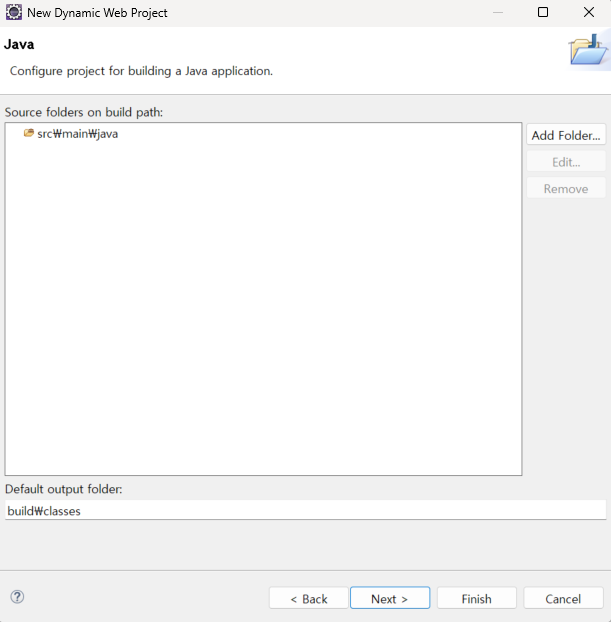 New Dynamic Web Project
Java
Configure project for building a Java application.
Source folders on build path:
src₩main₩java
Add Folder...
Edit...
Remove
Default output folder:
build₩classes
?
< Back
Next >
Finish
Cancel